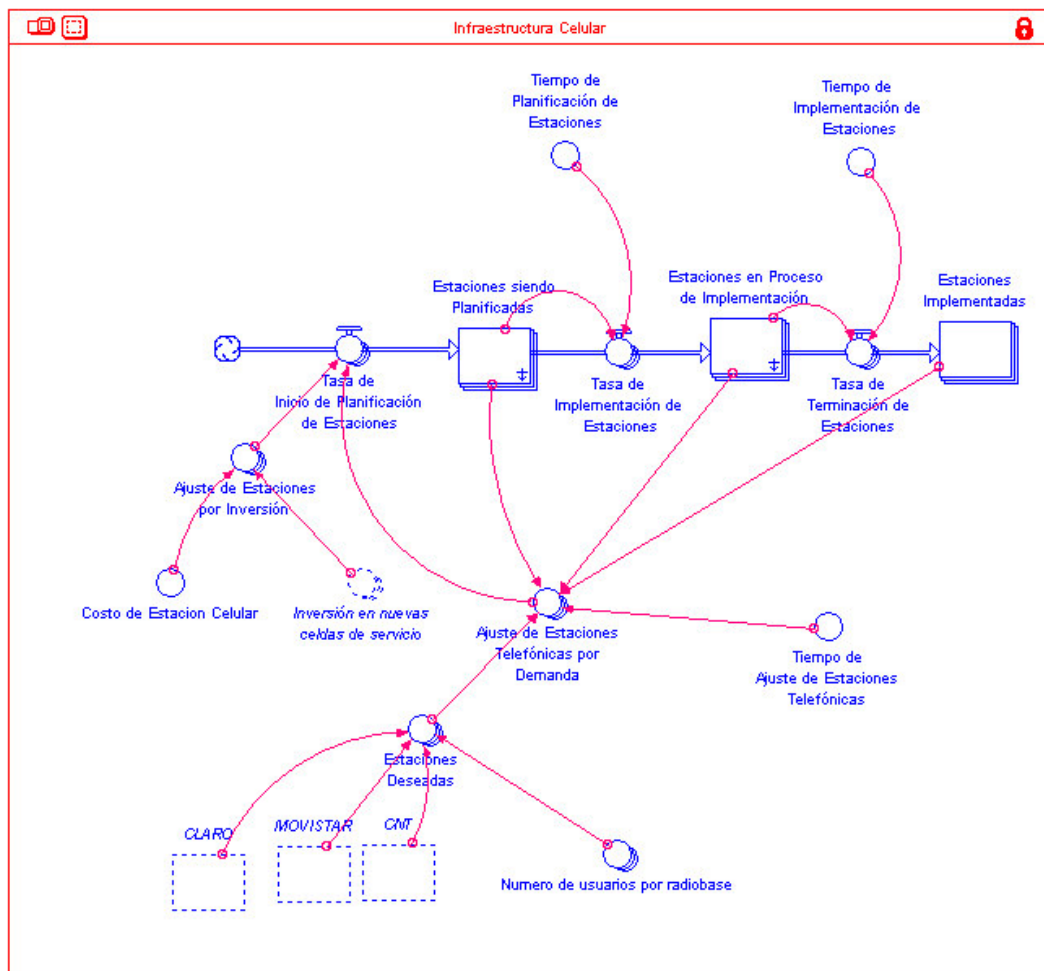 Infraestructura Celular
Tiempo de
Planificación de
Estaciones
Tiempo de
Implementación de
Estaciones
Estaciones siendo
Planificadas
Estaciones en Proceso
de Implementación
Estaciones
Implementadas
Tasa de
Inicio de Planificación
de Estaciones
Tasa de
Implementación de
Estaciones
Tasa de
Terminación de
Estaciones
Ajuste de Estaciones
por Inversión
Costo de Estacion Celular
Inversión en nuevas
celdas de servicio
Ajuste de Estaciones
Telefónicas por
Demanda
Tiempo de
Ajuste de Estaciones
Telefónicas
Estaciones
Deseadas
CLARO
MOVISTAR
CNT
Numero de usuarios por radiobase